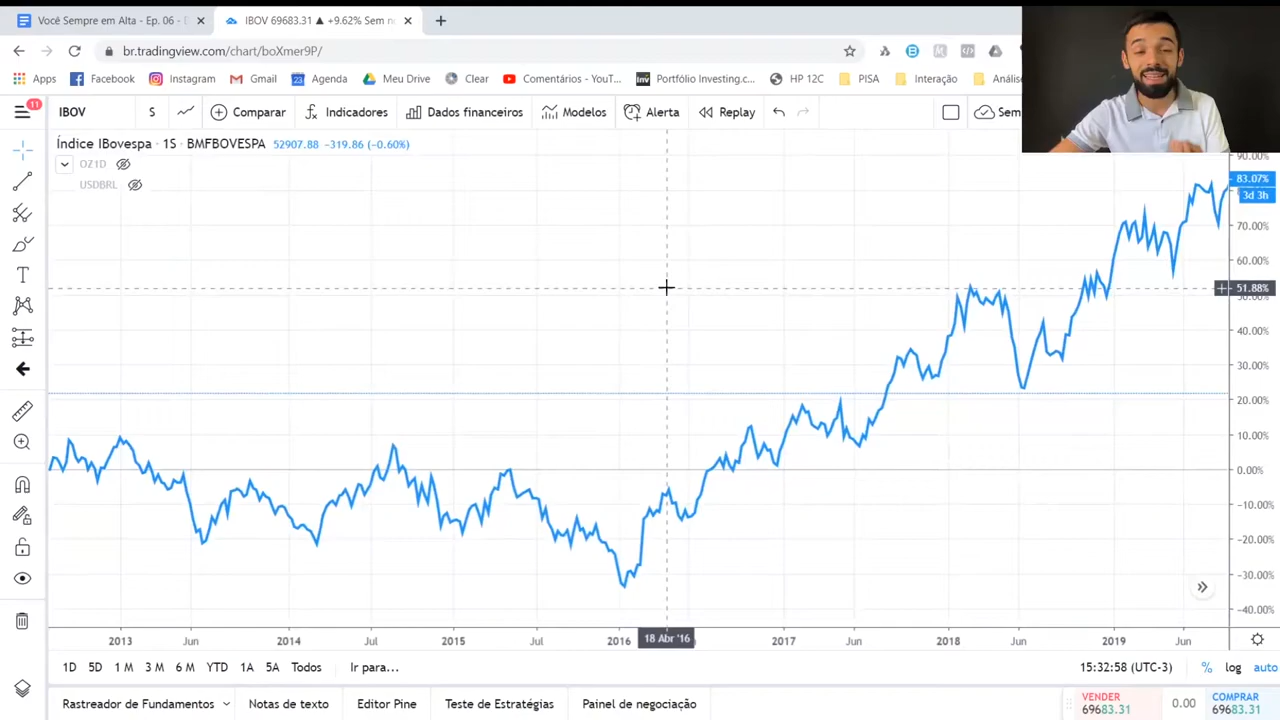 Você Sempre em Alta - Ep. 06 - D
IBOV 69683.31 ▲ +9.62% Sem n
br.tradingview.com/chart/boXmer9P/
Apps Facebook Instagram Gmail 23 Agenda Meu Drive Clear Comentários - YouT... Inv Portfólio Investing.c... HP 12C PISA Interação Análise
11
IBOV S Comparar Indicadores Dados financeiros Modelos Alerta Replay Sem
Índice IBovespa · 1S · BMFBOVESPA 52907.88 -319.86 (-0.60%)
OZ1D
USDBRL
90.00%
83.07%
3d 3h
70.00%
60.00%
51.88%
40.00%
30.00%
20.00%
10.00%
0.00%
-10.00%
-20.00%
-30.00%
-40.00%
2013 Jun 2014 Jul 2015 Jul 2016 18 Abr '16 2017 Jun 2018 Jun 2019 Jun
1D 5D 1 M 3 M 6 M YTD 1A 5A Todos Ir para... 15:32:58 (UTC-3) % log auto
Rastreador de Fundamentos Notas de texto Editor Pine Teste de Estratégias Painel de negociação
VENDER 0.00 COMPRAR
69683.31 69683.31